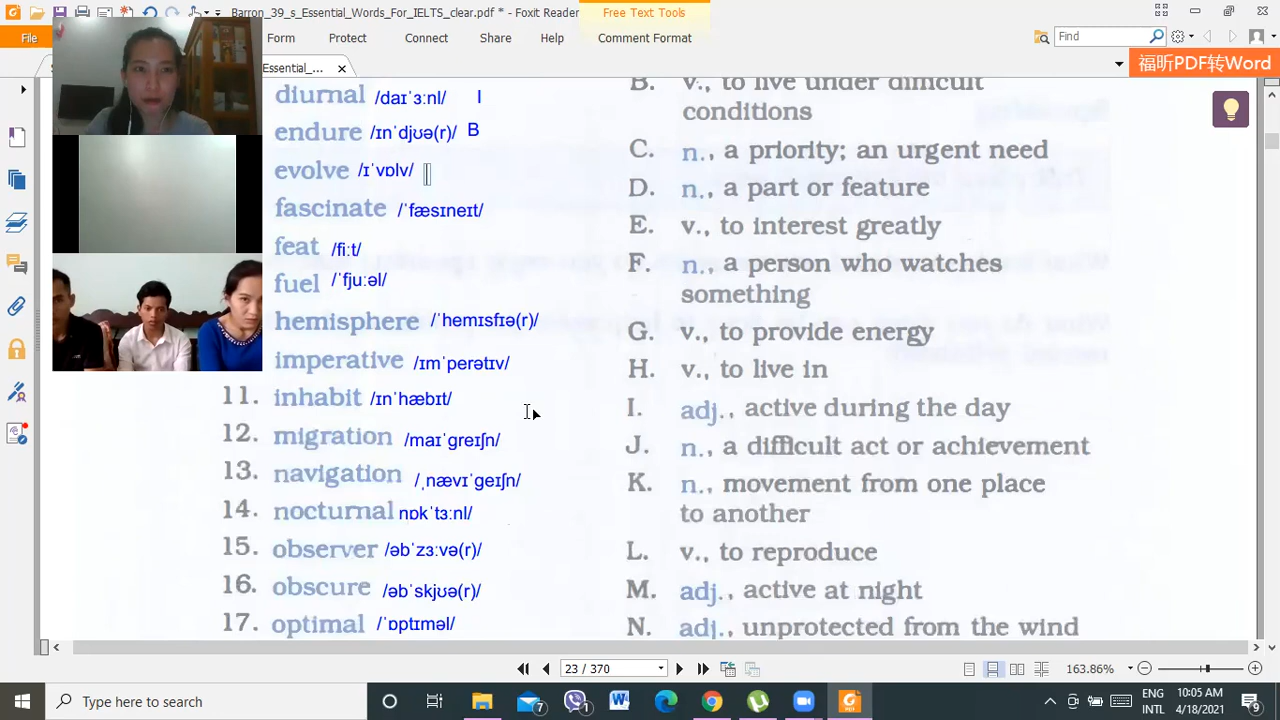 Barron_39_s_Essential_Words_For_IELTS_clear.pdf * - Foxit Reader
Free Text Tools
File
Form
Protect
Connect
Share
Help
Comment Format
Find
Essential_...
福昕PDF转Word
diurnal /daɪˈɜːnl/ I
endure /ɪnˈdjʊə(r)/ B
evolve /ɪˈvɒlv/
fascinate /ˈfæsɪneɪt/
feat /fiːt/
fuel /ˈfjuːəl/
hemisphere /ˈhemɪsfɪə(r)/
imperative /ɪmˈperətɪv/
11. inhabit /ɪnˈhæbɪt/
12. migration /maɪˈɡreɪʃn/
13. navigation /ˌnævɪˈɡeɪʃn/
14. nocturnal nɒkˈtɜːnl/
15. observer /əbˈzɜːvə(r)/
16. obscure /əbˈskjʊə(r)/
17. optimal /ˈɒptɪməl/
B. v., to live under difficult
conditions
C. n., a priority; an urgent need
D. n., a part or feature
E. v., to interest greatly
F. n., a person who watches
something
G. v., to provide energy
H. v., to live in
I. adj., active during the day
J. n., a difficult act or achievement
K. n., movement from one place
to another
L. v., to reproduce
M. adj., active at night
N. adj., unprotected from the wind
23 / 370
163.86%
Type here to search
7
1
ENG
INTL
10:05 AM
4/18/2021
9